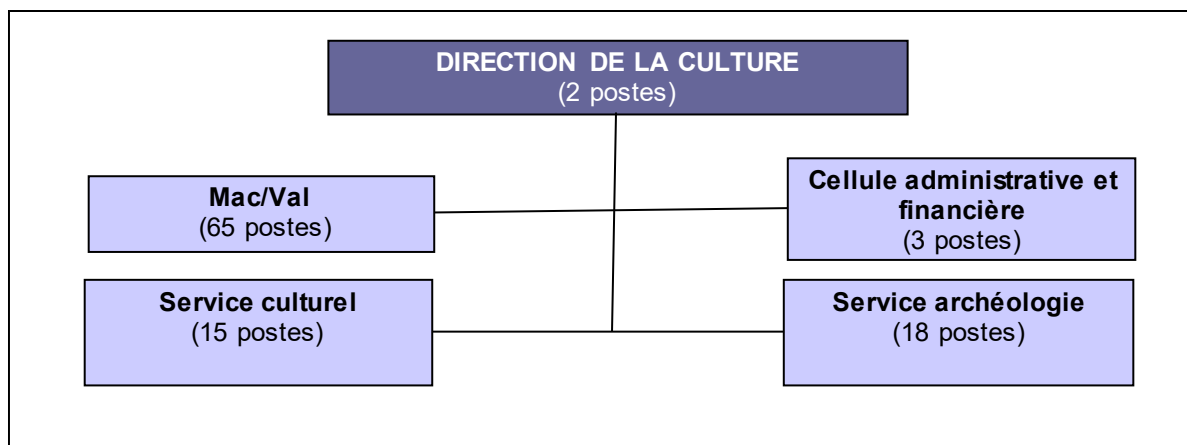 DIRECTION DE LA CULTURE
(2 postes)
Mac/Val
(65 postes)
Cellule administrative et
financière
(3 postes)
Service culturel
(15 postes)
Service archéologie
(18 postes)